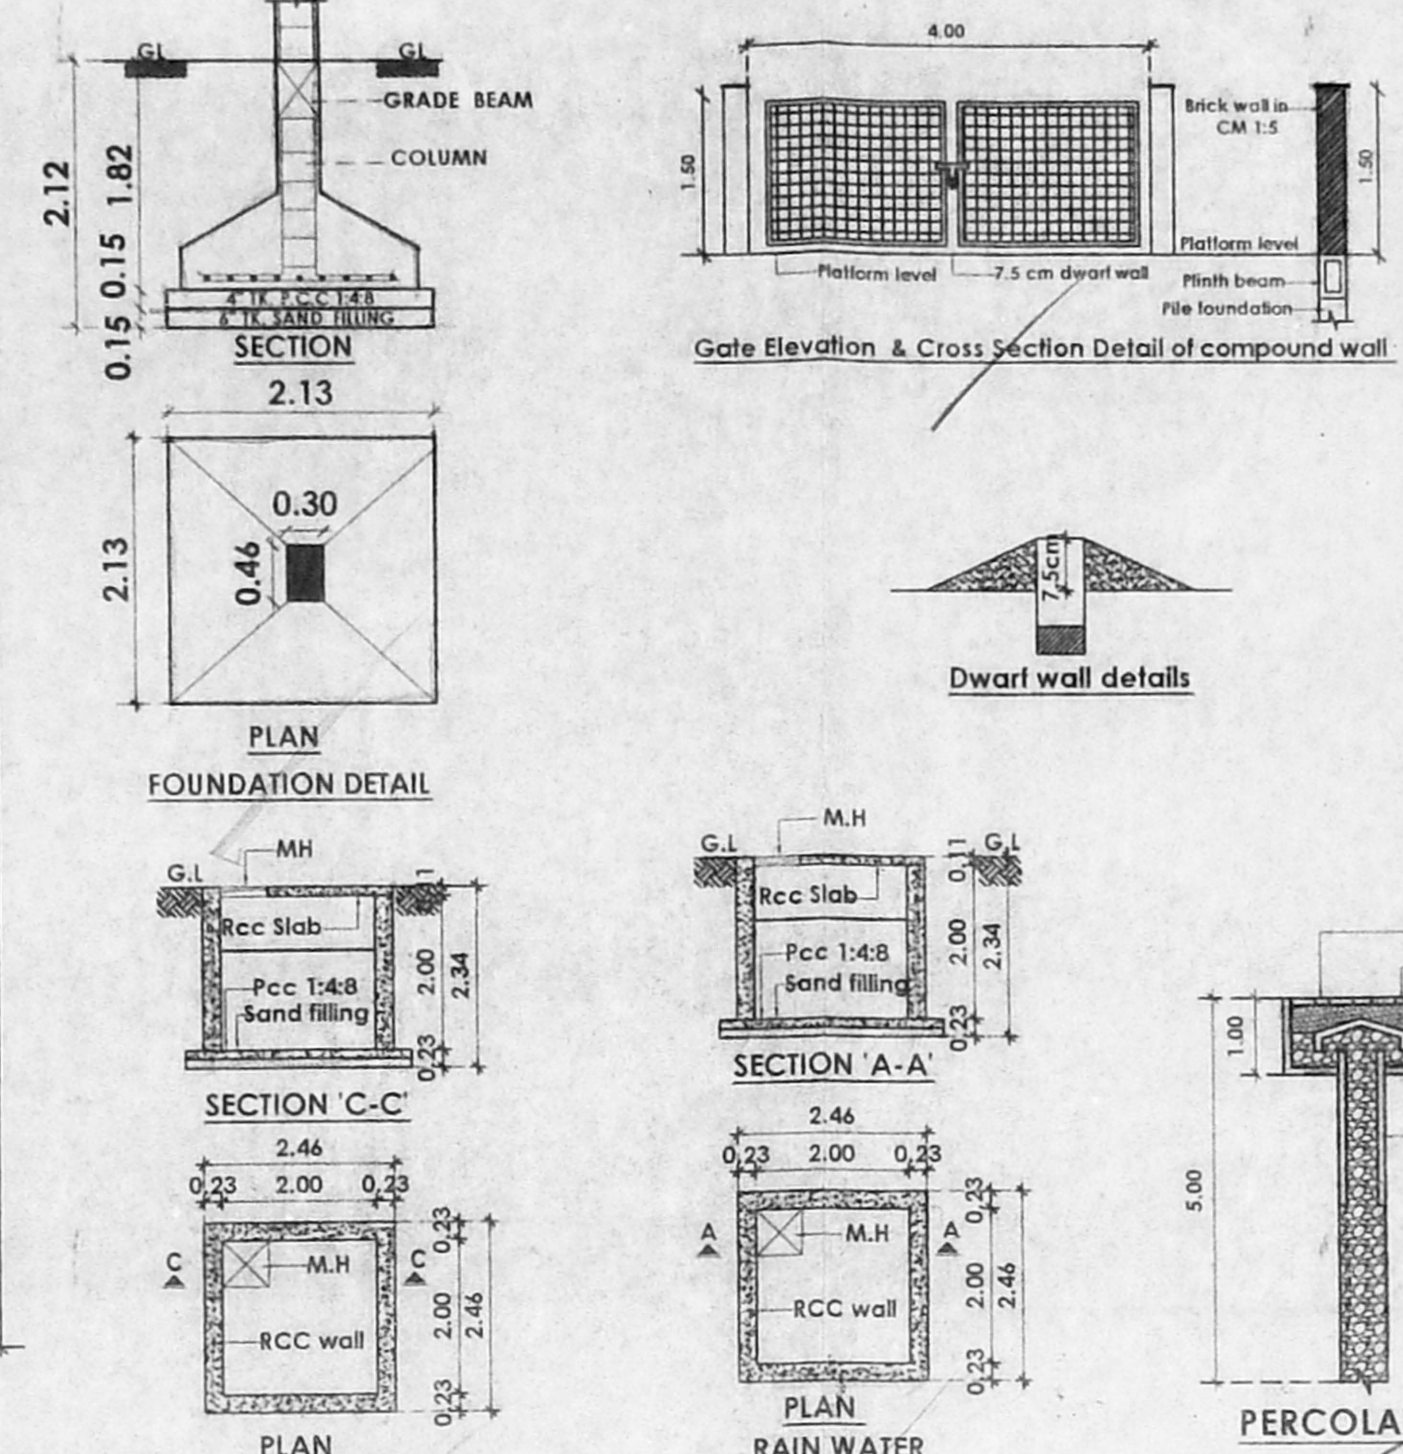 GL
GL
GRADE BEAM
COLUMN
2.12
1.82
0.15
0.15
4" TK. P.C.C 1:4:8
6" TK. SAND FILLING
SECTION
2.13
2.13
0.30
0.46
PLAN
FOUNDATION DETAIL
4.00
1.50
Brick wall in
CM 1:5
1.50
Platform level
Platform level
7.5 cm dwarf wall
Plinth beam
Pile foundation
Gate Elevation & Cross Section Detail of compound wall
7.5cm
Dwarf wall details
MH
G.L
Rcc Slab
Pcc 1:4:8
Sand filling
2.00
2.34
0.23
SECTION 'C-C'
2.46
0.23 2.00 0.23
C
C
M.H
RCC wall
0.23
2.00
2.46
0.23
PLAN
M.H
G.L
G.L
0.11
Rcc Slab
Pcc 1:4:8
Sand filling
2.00
2.34
0.23
SECTION 'A-A'
2.46
0.23 2.00 0.23
A
A
M.H
RCC wall
0.23
2.00
2.46
0.23
PLAN
RAIN WATER
1.00
5.00
PERCOLA